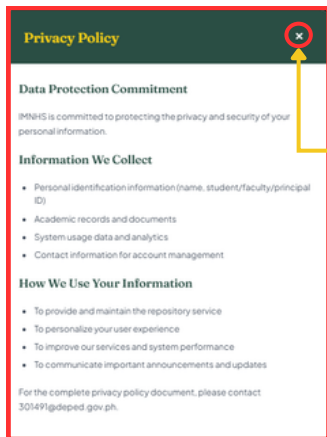 Privacy Policy ×
Data Protection Commitment
IMNHS is committed to protecting the privacy and security of your
personal information.
Information We Collect
• Personal identification information (name, student/faculty/principal
ID)
• Academic records and documents
• System usage data and analytics
• Contact information for account management
How We Use Your Information
• To provide and maintain the repository service
• To personalize your user experience
• To improve our services and system performance
• To communicate important announcements and updates
For the complete privacy policy document, please contact
301491@deped.gov.ph.